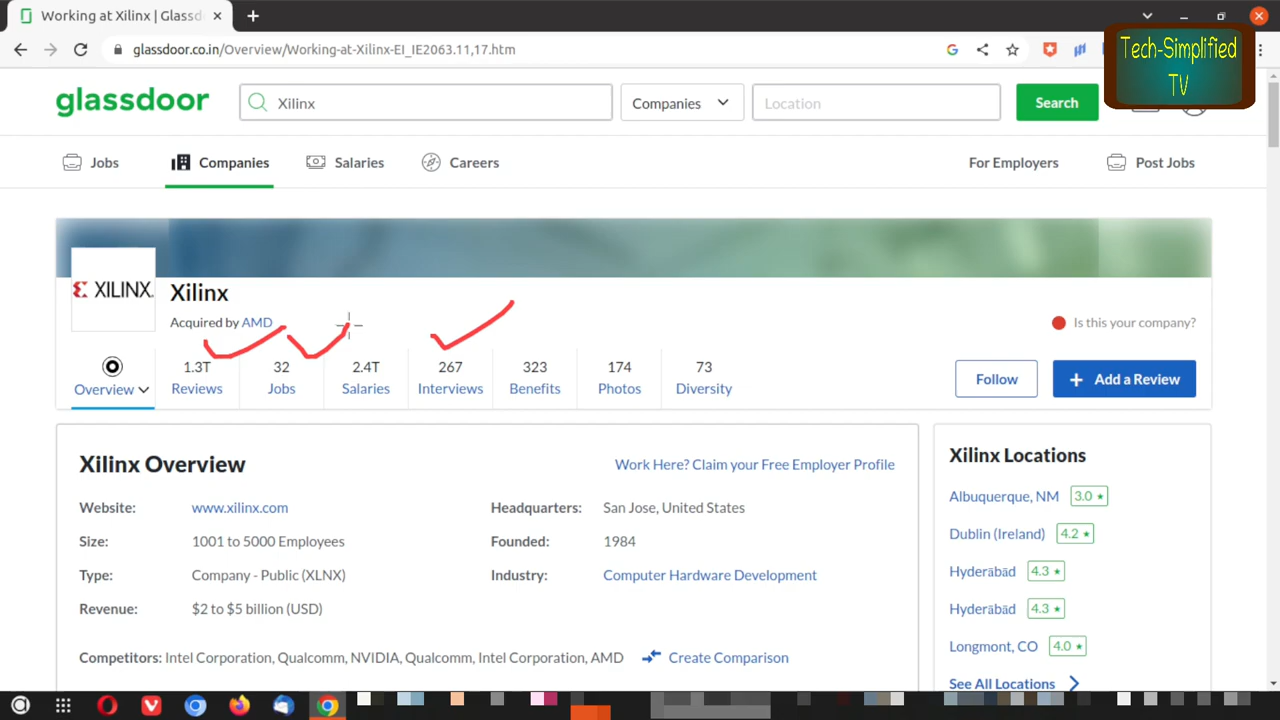 Working at Xilinx | Glassd
glassdoor.co.in/Overview/Working-at-Xilinx-EI_IE2063.11,17.htm
Tech-Simplified
TV
glassdoor
Xilinx
Companies
Location
Search
Jobs
Companies
Salaries
Careers
For Employers
Post Jobs
XILINX.
Xilinx
Acquired by AMD
Is this your company?
Overview
1.3T
Reviews
32
Jobs
2.4T
Salaries
267
Interviews
323
Benefits
174
Photos
73
Diversity
Follow
+ Add a Review
Xilinx Overview
Work Here? Claim your Free Employer Profile
Website: www.xilinx.com
Headquarters: San Jose, United States
Size: 1001 to 5000 Employees
Founded: 1984
Type: Company - Public (XLNX)
Industry: Computer Hardware Development
Revenue: $2 to $5 billion (USD)
Competitors: Intel Corporation, Qualcomm, NVIDIA, Qualcomm, Intel Corporation, AMD
Create Comparison
Xilinx Locations
Albuquerque, NM 3.0 ★
Dublin (Ireland) 4.2 ★
Hyderābād 4.3 ★
Hyderābād 4.3 ★
Longmont, CO 4.0 ★
See All Locations